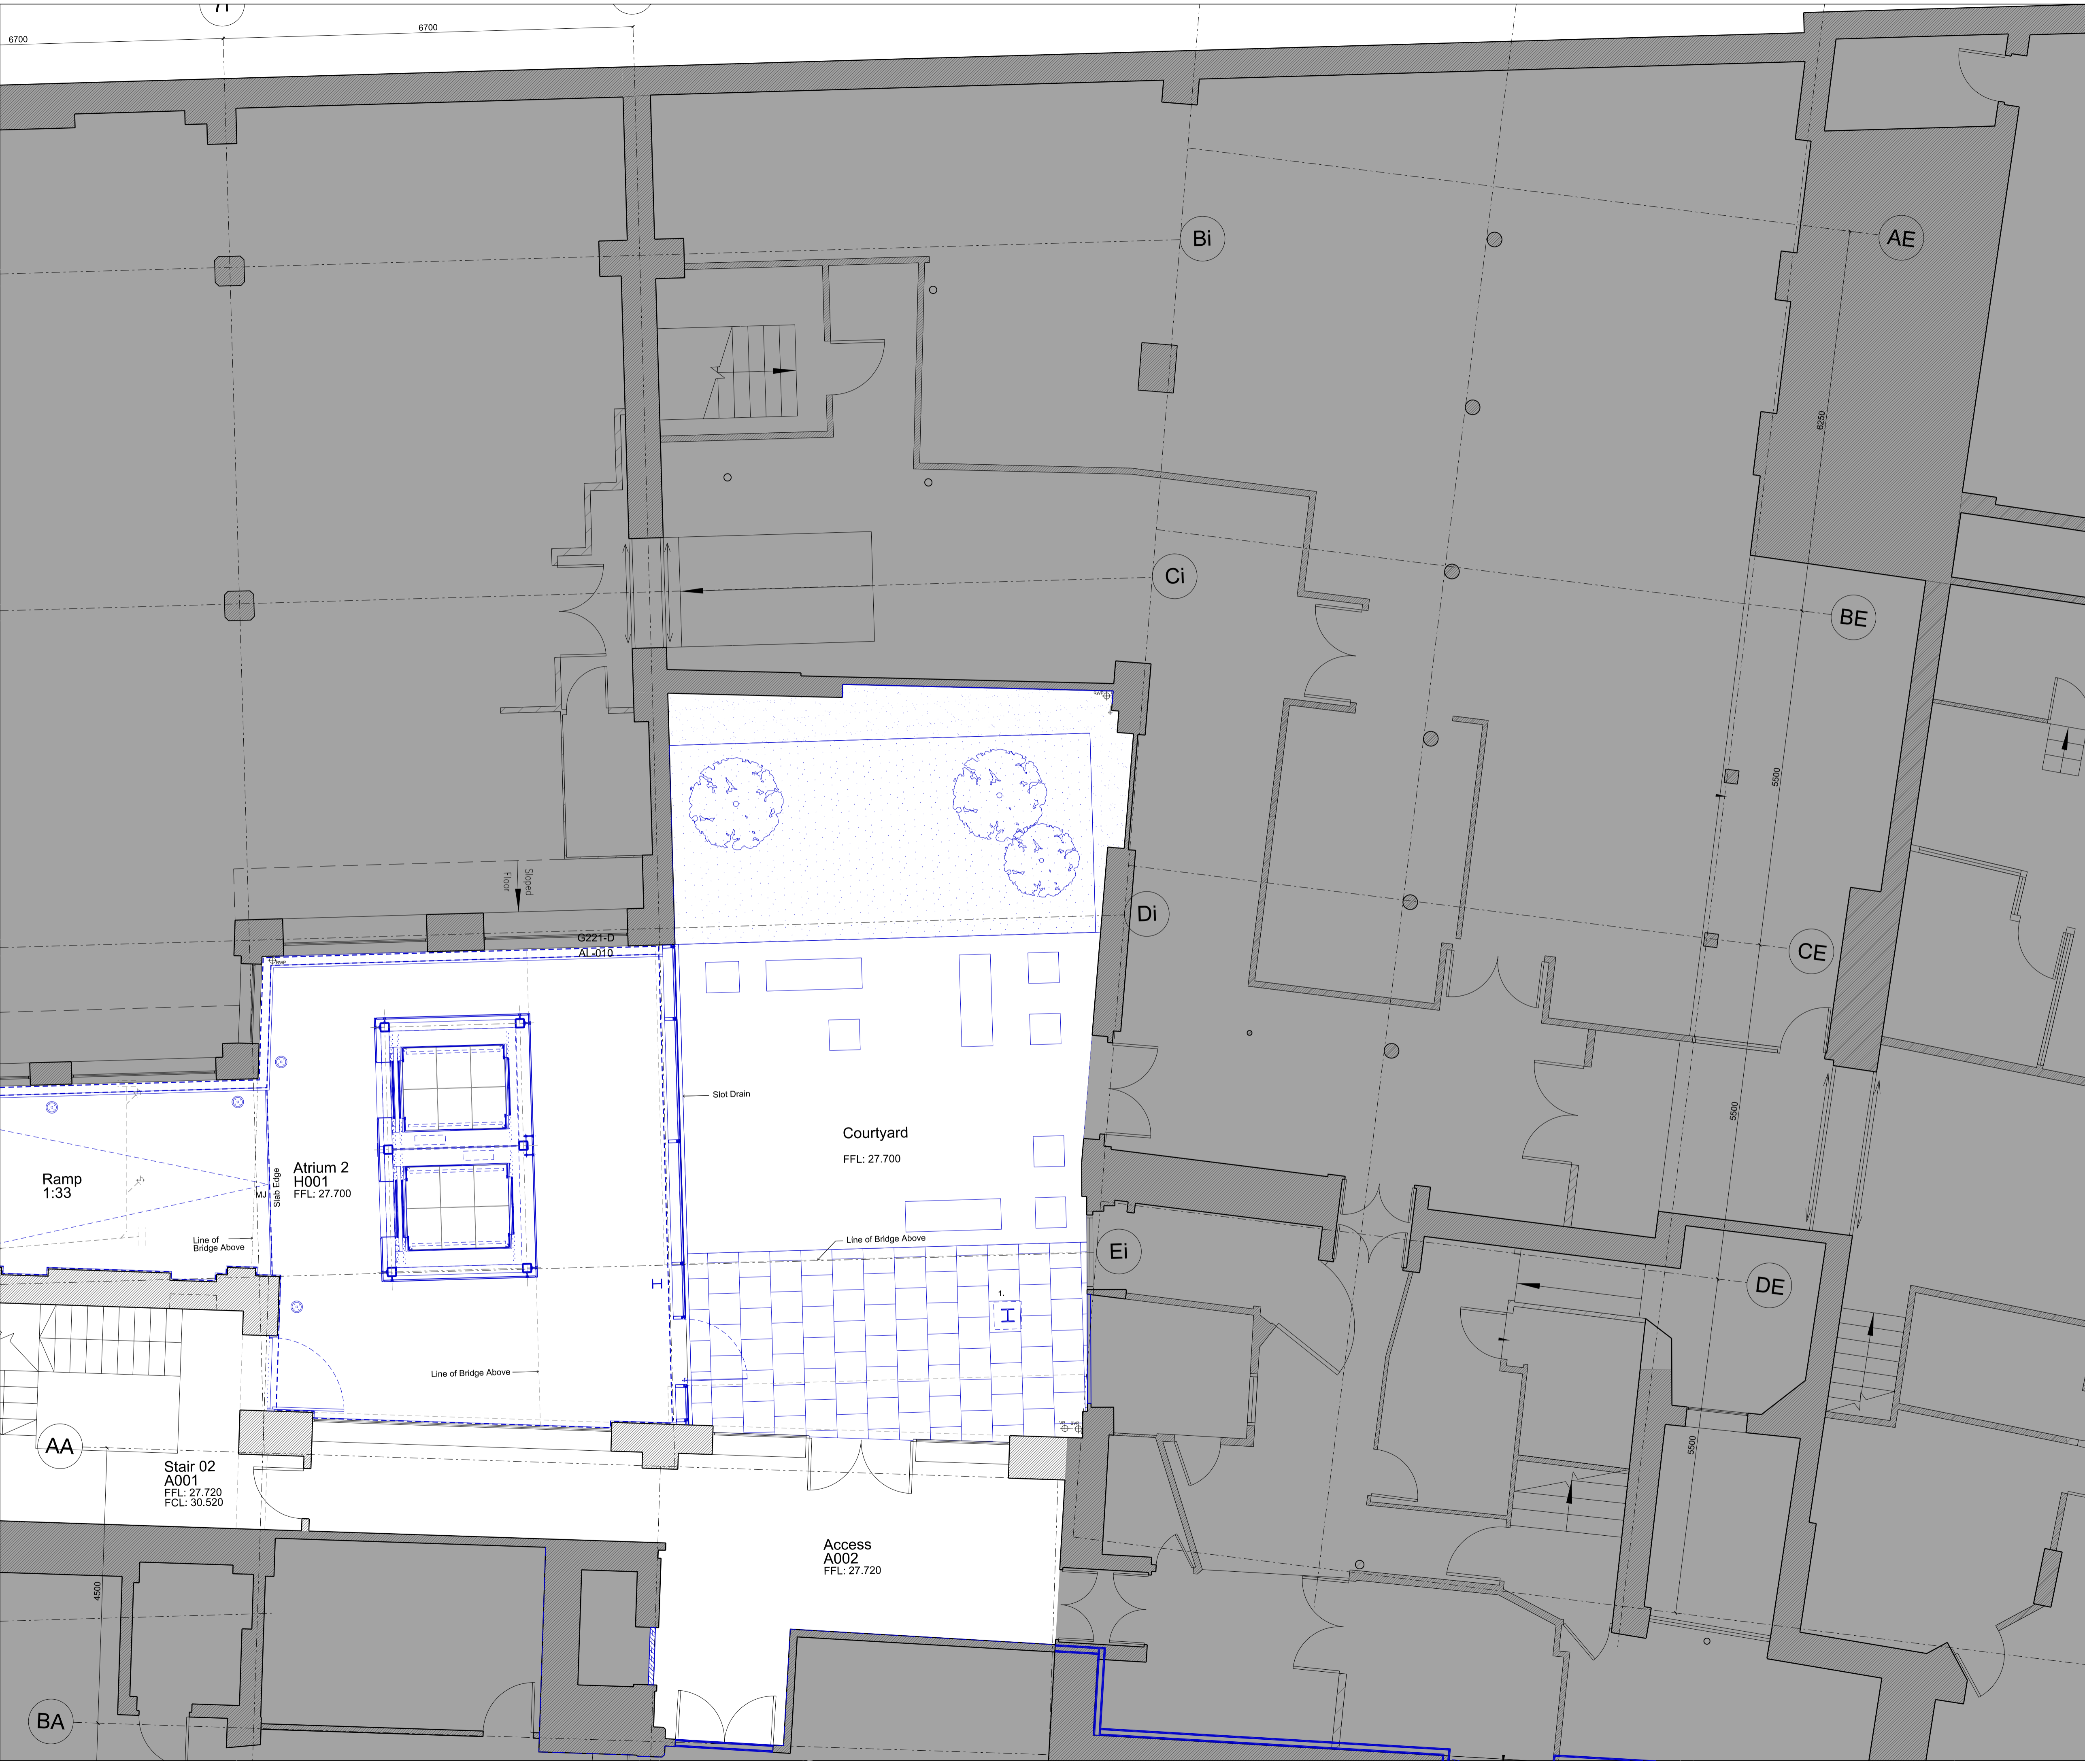 6700
6700
Bi
AE
6250
Ci
BE
5500
Sloped
Floor
Di
CE
G221-D
AL-010
Slot Drain
Courtyard
FFL: 27.700
5500
Ramp
1:33
MJ
Slab Edge
Atrium 2
H001
FFL: 27.700
Line of
Bridge Above
Line of Bridge Above
Ei
DE
1.
Line of Bridge Above
AA
Stair 02
A001
FFL: 27.720
FCL: 30.520
5500
Access
A002
FFL: 27.720
4500
BA